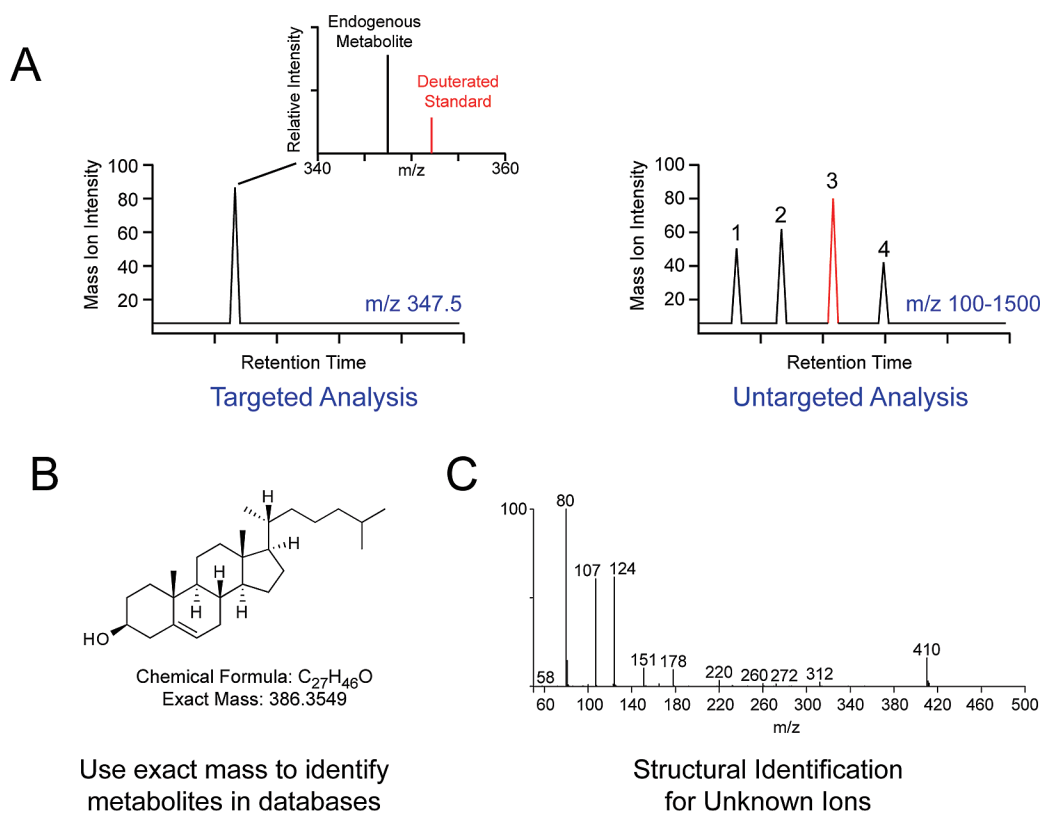 A
Endogenous
Metabolite
Deuterated
Standard
Relative Intensity
340
m/z
360
Mass Ion Intensity
100
80
60
40
20
m/z 347.5
Retention Time
Targeted Analysis
Mass Ion Intensity
100
80
60
40
20
1
2
3
4
m/z 100-1500
Retention Time
Untargeted Analysis
B
H
H
H
H
H
HO
Chemical Formula: C27H46O
Exact Mass: 386.3549
Use exact mass to identify
metabolites in databases
C
100
80
107
124
58
151
178
220
260
272
312
410
60 100 140 180 220 260 300 340 380 420 460 500
m/z
Structural Identification
for Unknown Ions